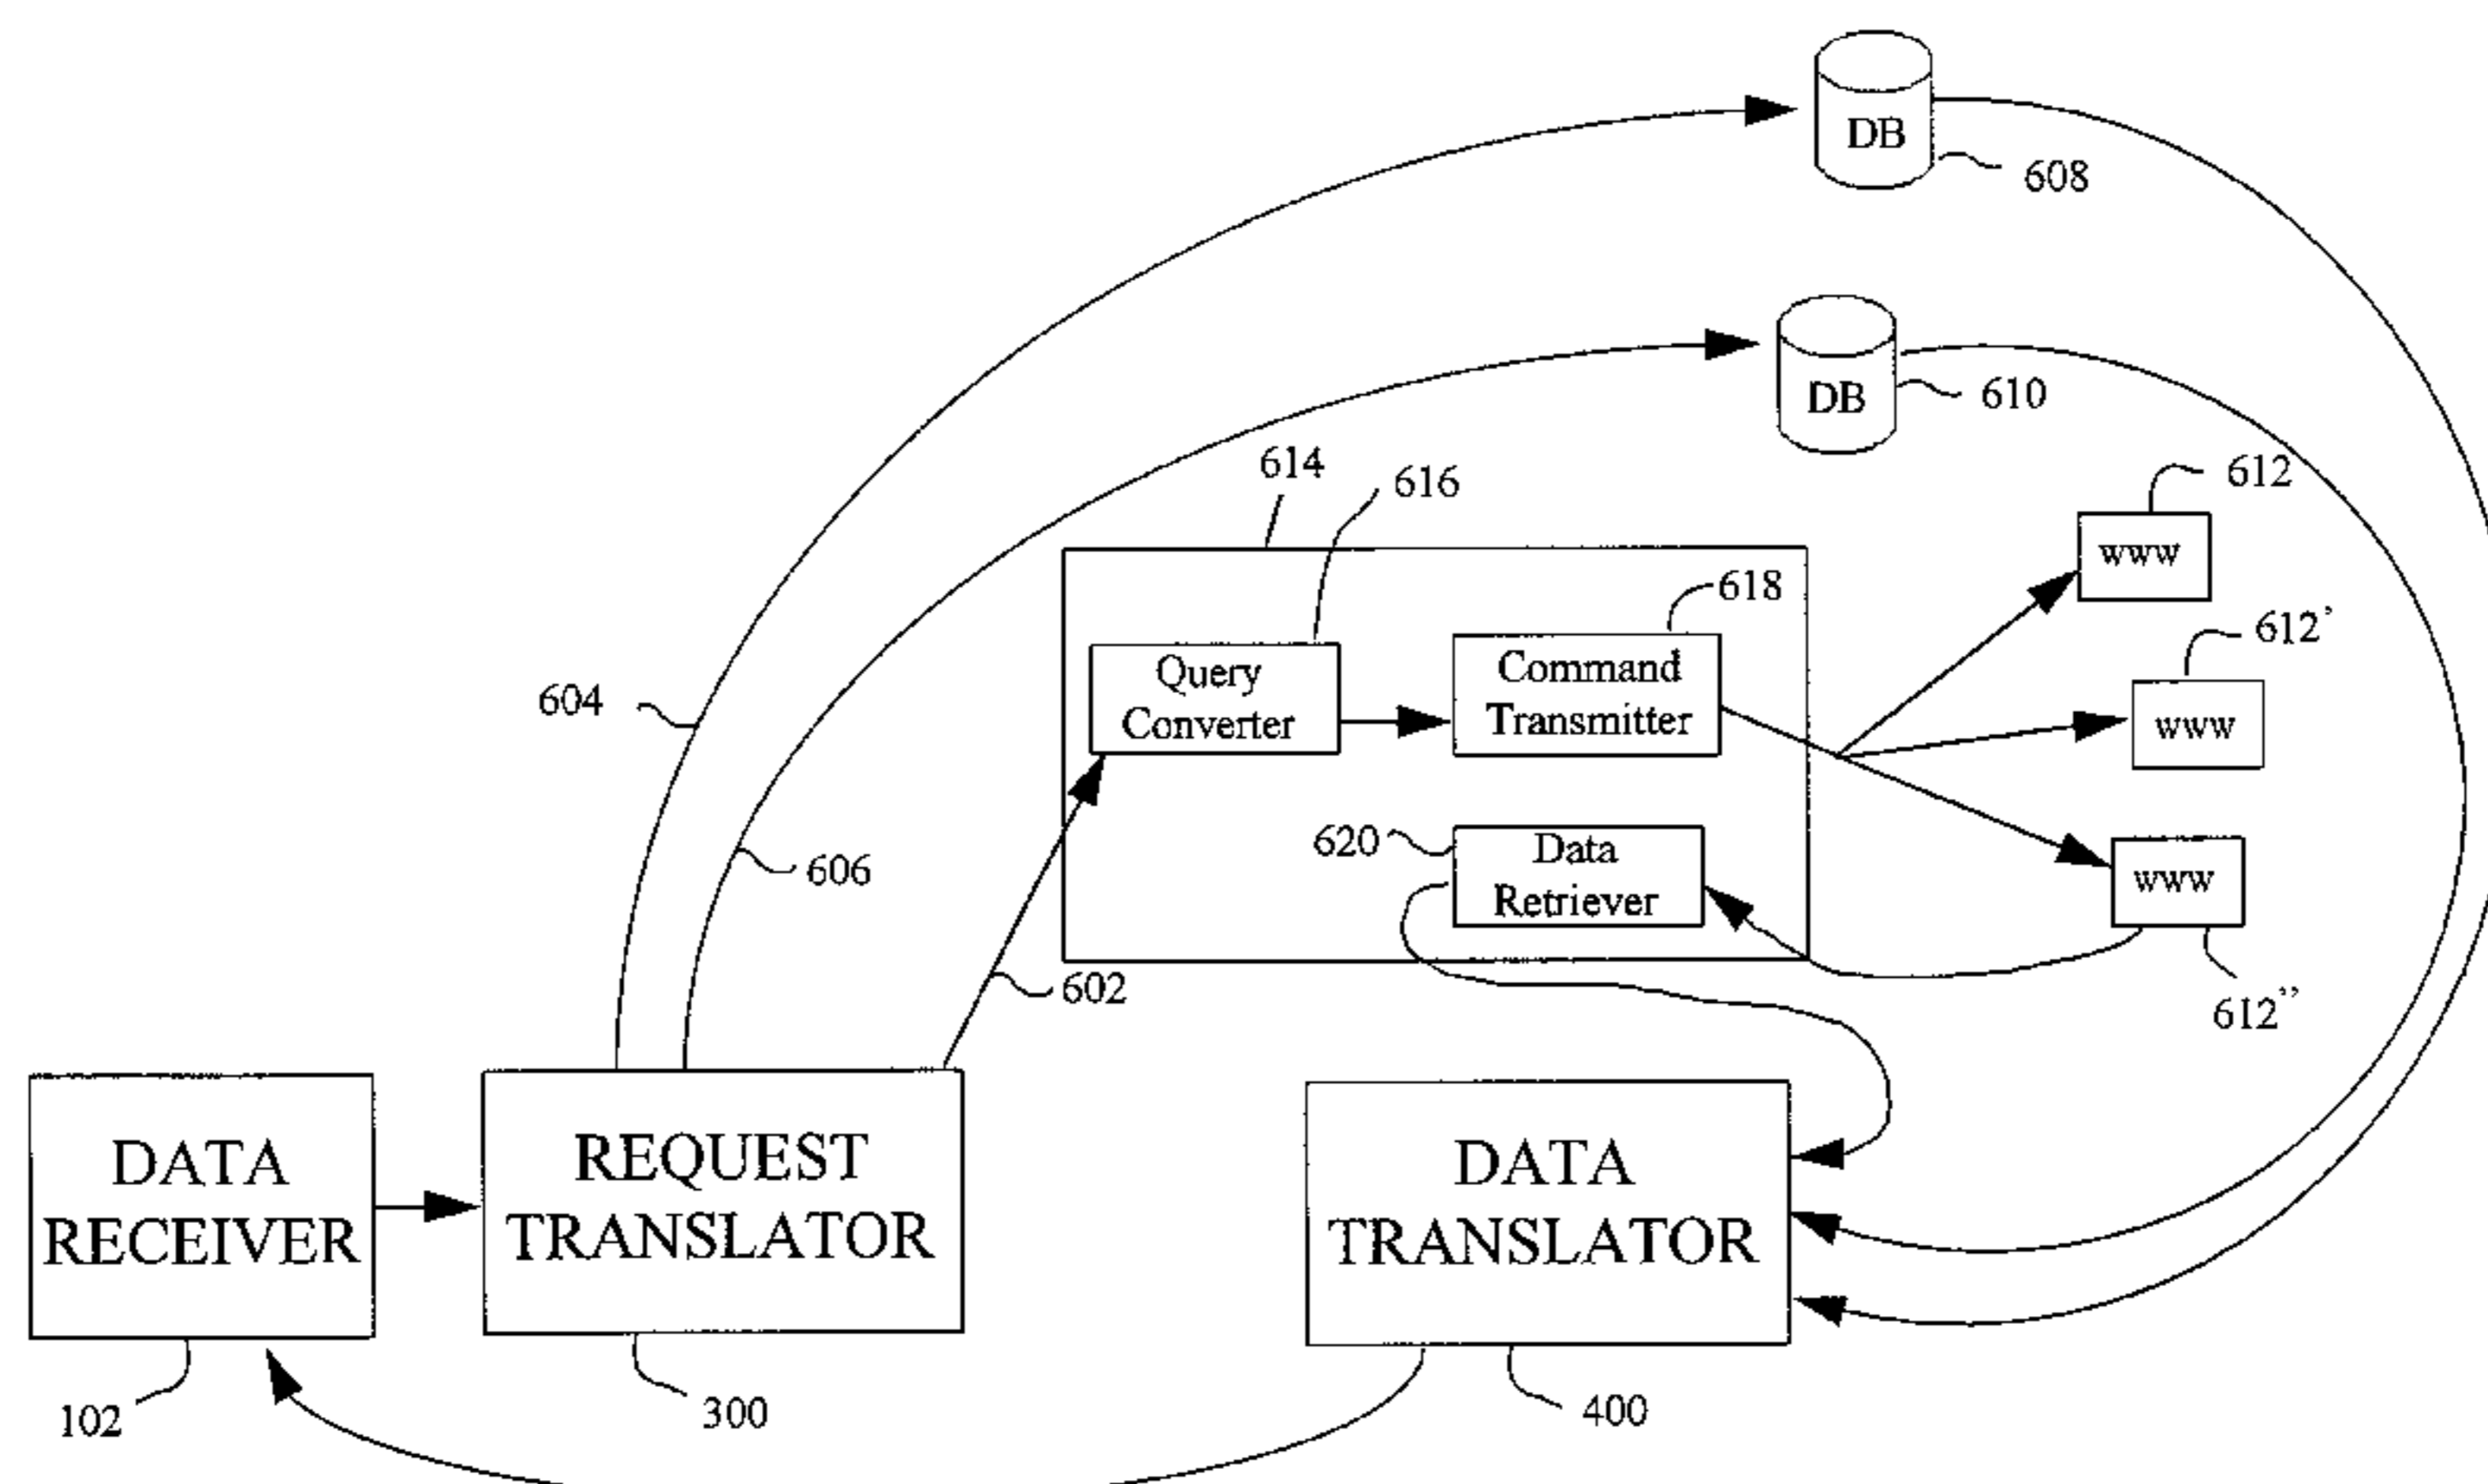 DB
608
DB
610
614
616
612
www
618
612’
Query
Converter
Command
Transmitter
www
604
606
620
Data
Retriever
www
602
612”
DATA
RECEIVER
REQUEST
TRANSLATOR
DATA
TRANSLATOR
102
300
400